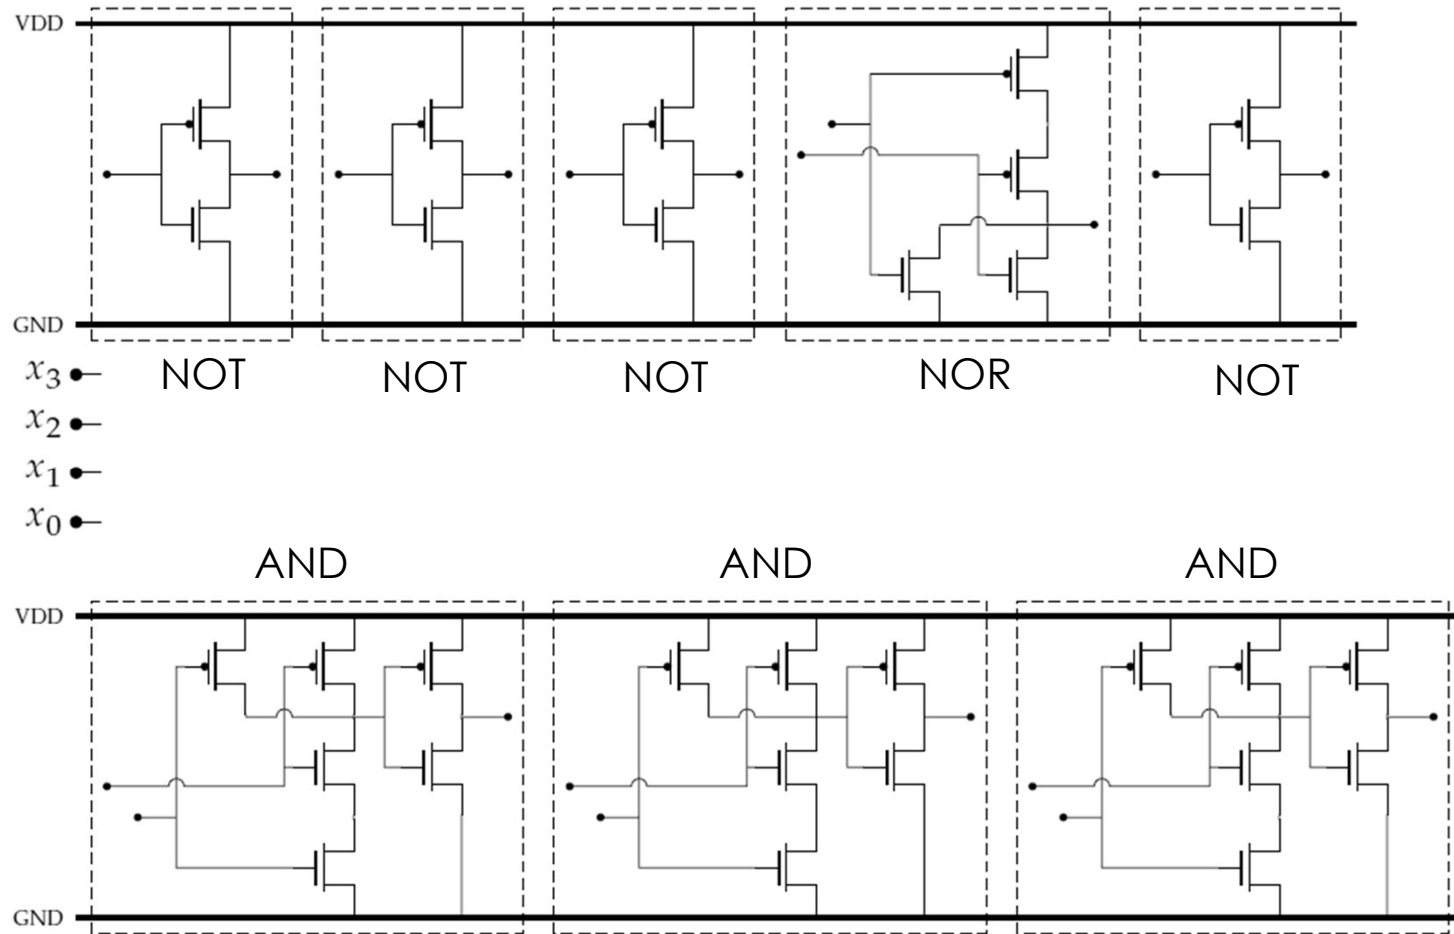 VDD
GND
NOT NOT NOT NOR NOT
x3
x2
x1
x0
AND AND AND
VDD
GND